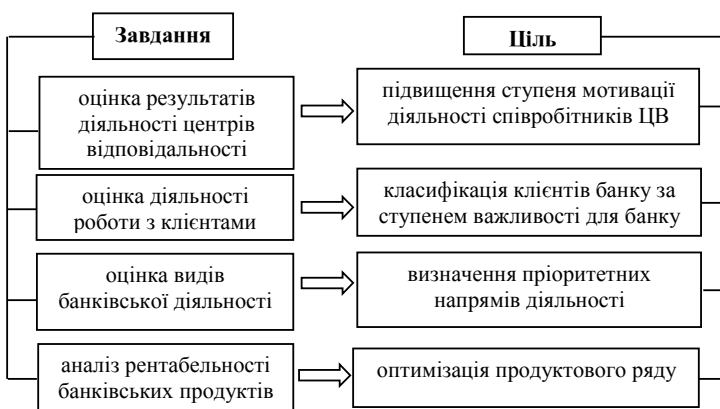 Завдання
Ціль
оцінка результатів
діяльності центрів
відповідальності
підвищення ступеня мотивації
діяльності співробітників ЦВ
оцінка діяльності
роботи з клієнтами
класифікація клієнтів банку за
ступенем важливості для банку
оцінка видів
банківської діяльності
визначення пріоритетних
напрямів діяльності
аналіз рентабельності
банківських продуктів
оптимізація продуктового ряду